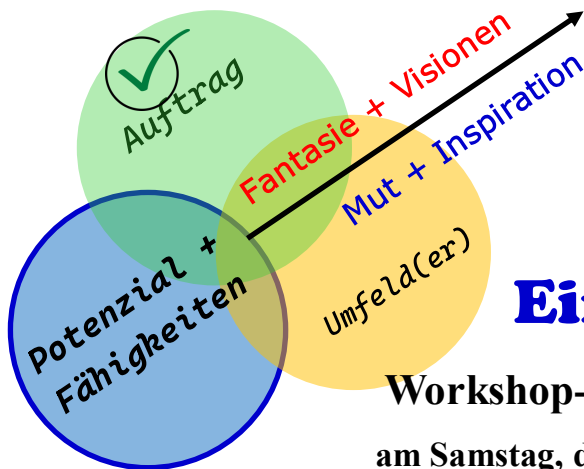 Auftrag
Fantasie + Visionen
Mut + Inspiration
Potenzial +
Fähigkeiten
Umfeld(er)
Workshop-
am Samstag, d